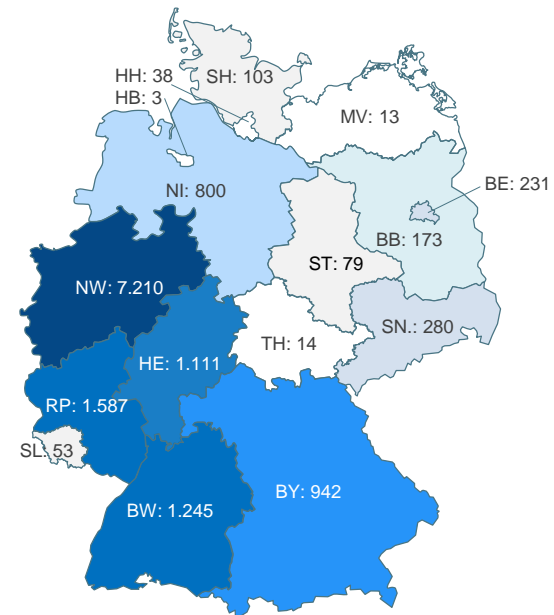 HH: 38
SH: 103
HB: 3
MV: 13
NI: 800
BE: 231
BB: 173
ST: 79
NW: 7.210
SN.: 280
TH: 14
HE: 1.111
RP: 1.587
SL: 53
BY: 942
BW: 1.245